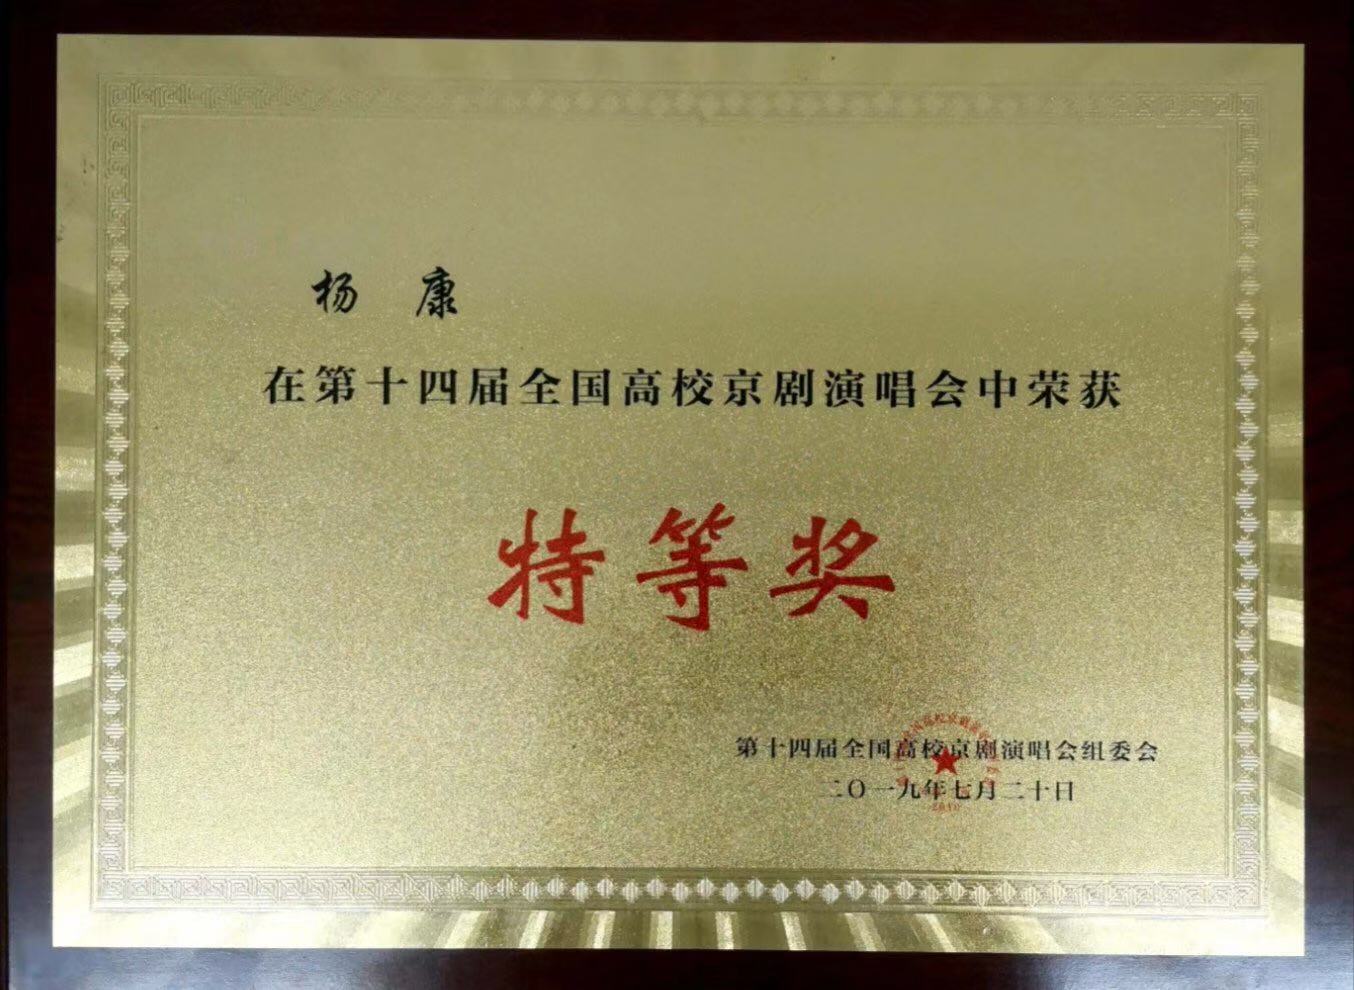 杨 康
在第十四届全国高校京剧演唱会中荣获
特等奖
第十四届全国高校京剧演唱会组委会
二〇一九年七月二十日